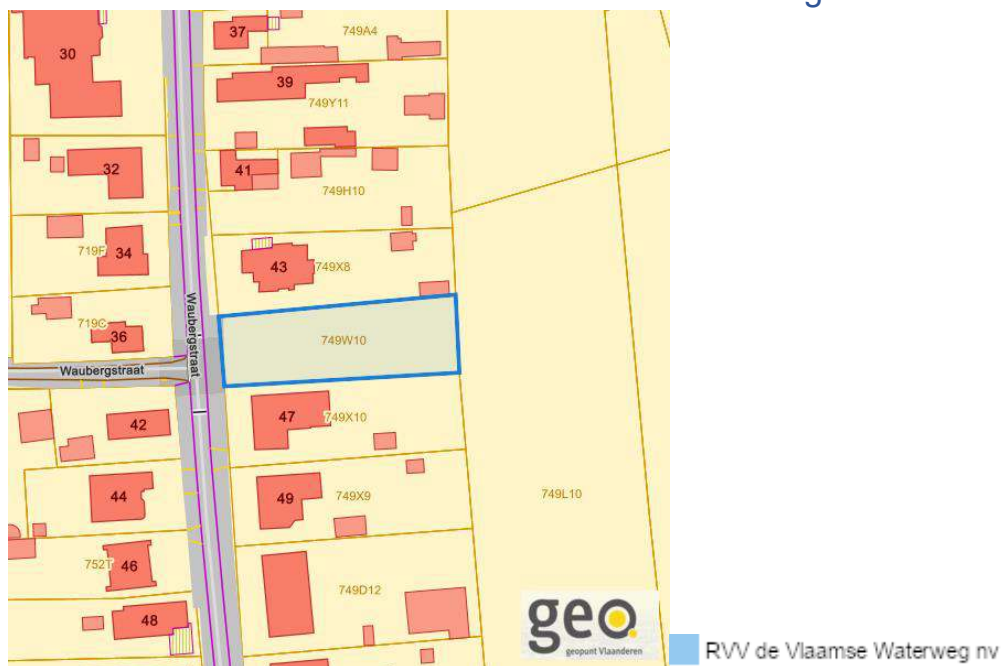 30
37
749A4
39
749Y11
32
41
749H10
719F
34
43
749X8
Waubergstraat
719C
36
749W10
Waubergstraat
42
47
749X10
44
49
749X9
749L10
752T
46
749D12
48
geo.
geopunt Vlaanderen
RVV de Vlaamse Waterweg nv